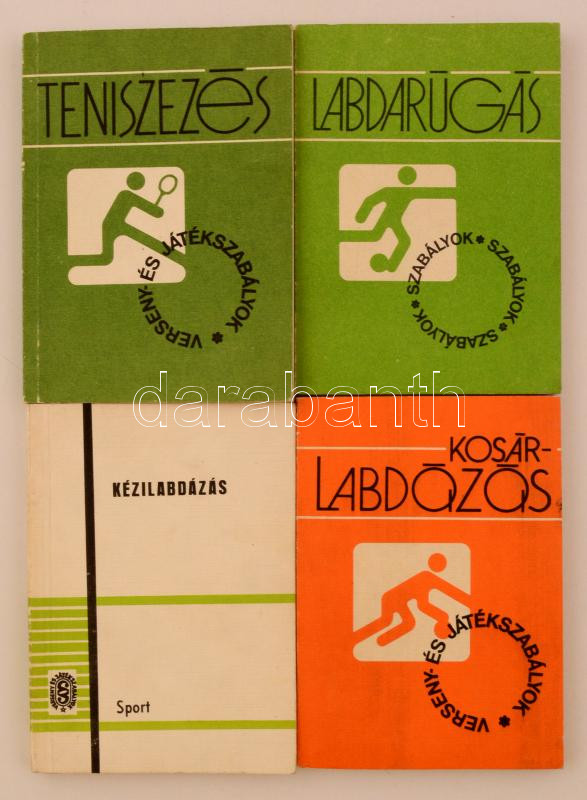 TENISZEZÉS
VERSENY- ÉS JÁTÉKSZABÁLYOK *
LABDARÚGÁS
SZABÁLYOK * SZABÁLYOK * SZABÁLYOK *
darabanth
KÉZILABDÁZÁS
Sport
KOSÁR-
LABDÁZÁS
VERSENY- ÉS JÁTÉKSZABÁLYOK *